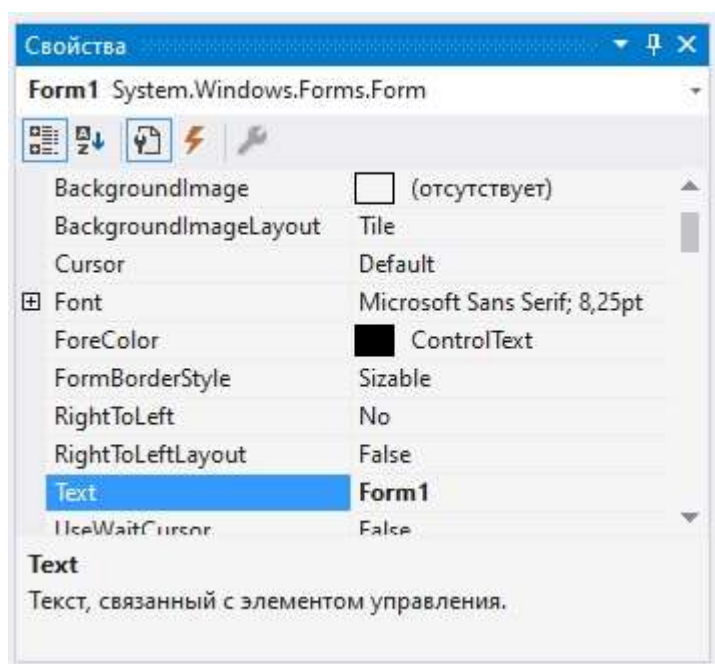 Свойства
Form1 System.Windows.Forms.Form
BackgroundImage (отсутствует)
BackgroundImageLayout Tile
Cursor Default
Font Microsoft Sans Serif; 8,25pt
ForeColor ControlText
FormBorderStyle Sizable
RightToLeft No
RightToLeftLayout False
Text Form1
UseWaitCursor False
Text
Текст, связанный с элементом управления.